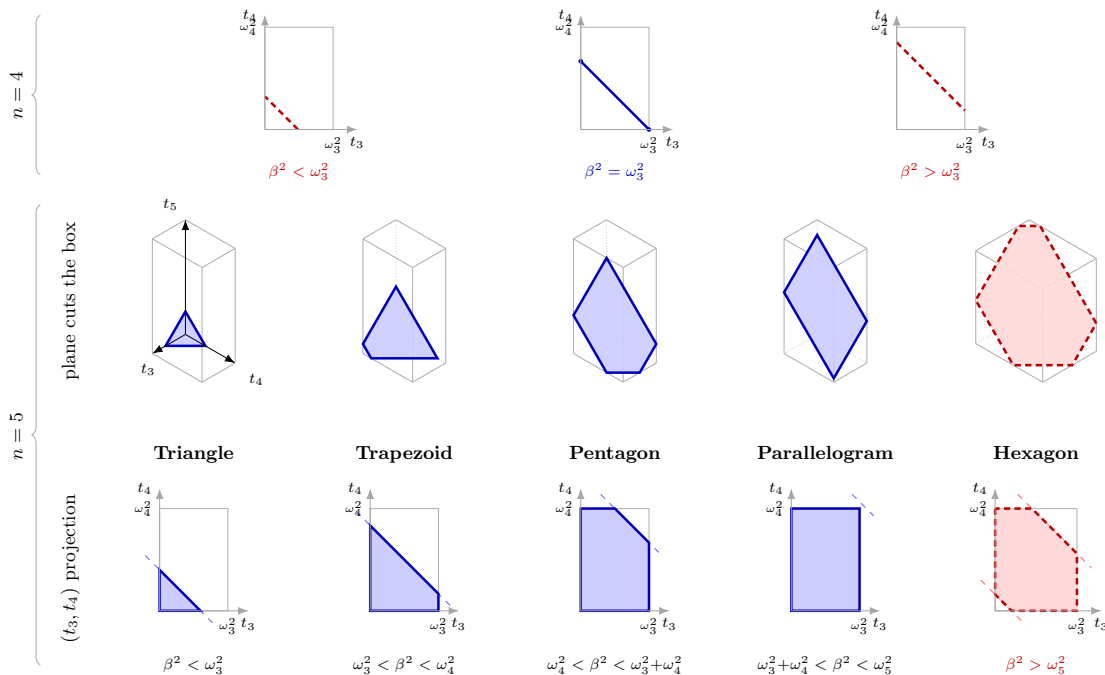 n = 4
t₄
ω₄²
ω₃²
t₃
β² < ω₃²
t₄
ω₄²
ω₃²
t₃
β² = ω₃²
t₄
ω₄²
ω₃²
t₃
β² > ω₃²
n = 5
plane cuts the box
t₅
t₃
t₄
Triangle
Trapezoid
Pentagon
Parallelogram
Hexagon
(t₃, t₄) projection
t₄
ω₄²
ω₃²
t₃
β² < ω₃²
t₄
ω₄²
ω₃²
t₃
ω₃² < β² < ω₄²
t₄
ω₄²
ω₃²
t₃
ω₄² < β² < ω₃²+ω₄²
t₄
ω₄²
ω₃²
t₃
ω₃²+ω₄² < β² < ω₅²
t₄
ω₄²
ω₃²
t₃
β² > ω₅²